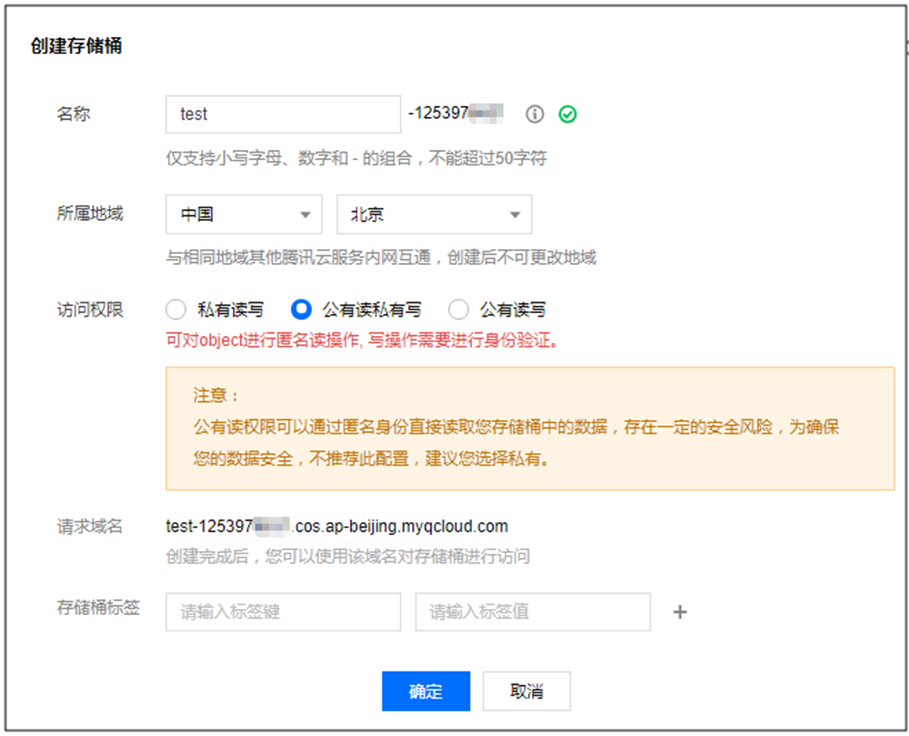 创建存储桶
名称 test -125397
仅支持小写字母、数字和 - 的组合，不能超过50字符
所属地域 中国 北京
与相同地域其他腾讯云服务内网互通，创建后不可更改地域
访问权限 私有读写 公有读私有写 公有读写
可对object进行匿名读操作, 写操作需要进行身份验证。
注意：
公有读权限可以通过匿名身份直接读取您存储桶中的数据，存在一定的安全风险，为确保
您的数据安全，不推荐此配置，建议您选择私有。
请求域名 test-125397 .cos.ap-beijing.myqcloud.com
创建完成后，您可以使用该域名对存储桶进行访问
存储桶标签 请输入标签键 请输入标签值 +
确定 取消